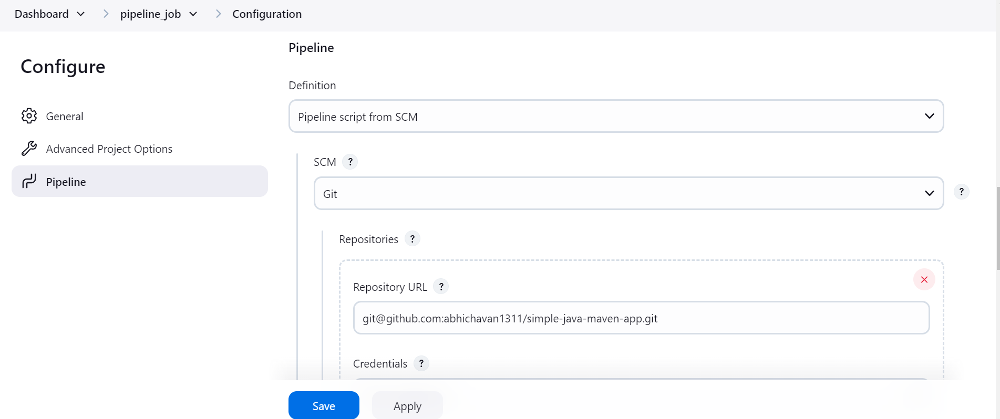 Dashboard pipeline_job Configuration
Configure
General
Advanced Project Options
Pipeline
Pipeline
Definition
Pipeline script from SCM
SCM ?
Git
?
Repositories ?
Repository URL ?
git@github.com:abhichavan1311/simple-java-maven-app.git
Credentials ?
Save Apply